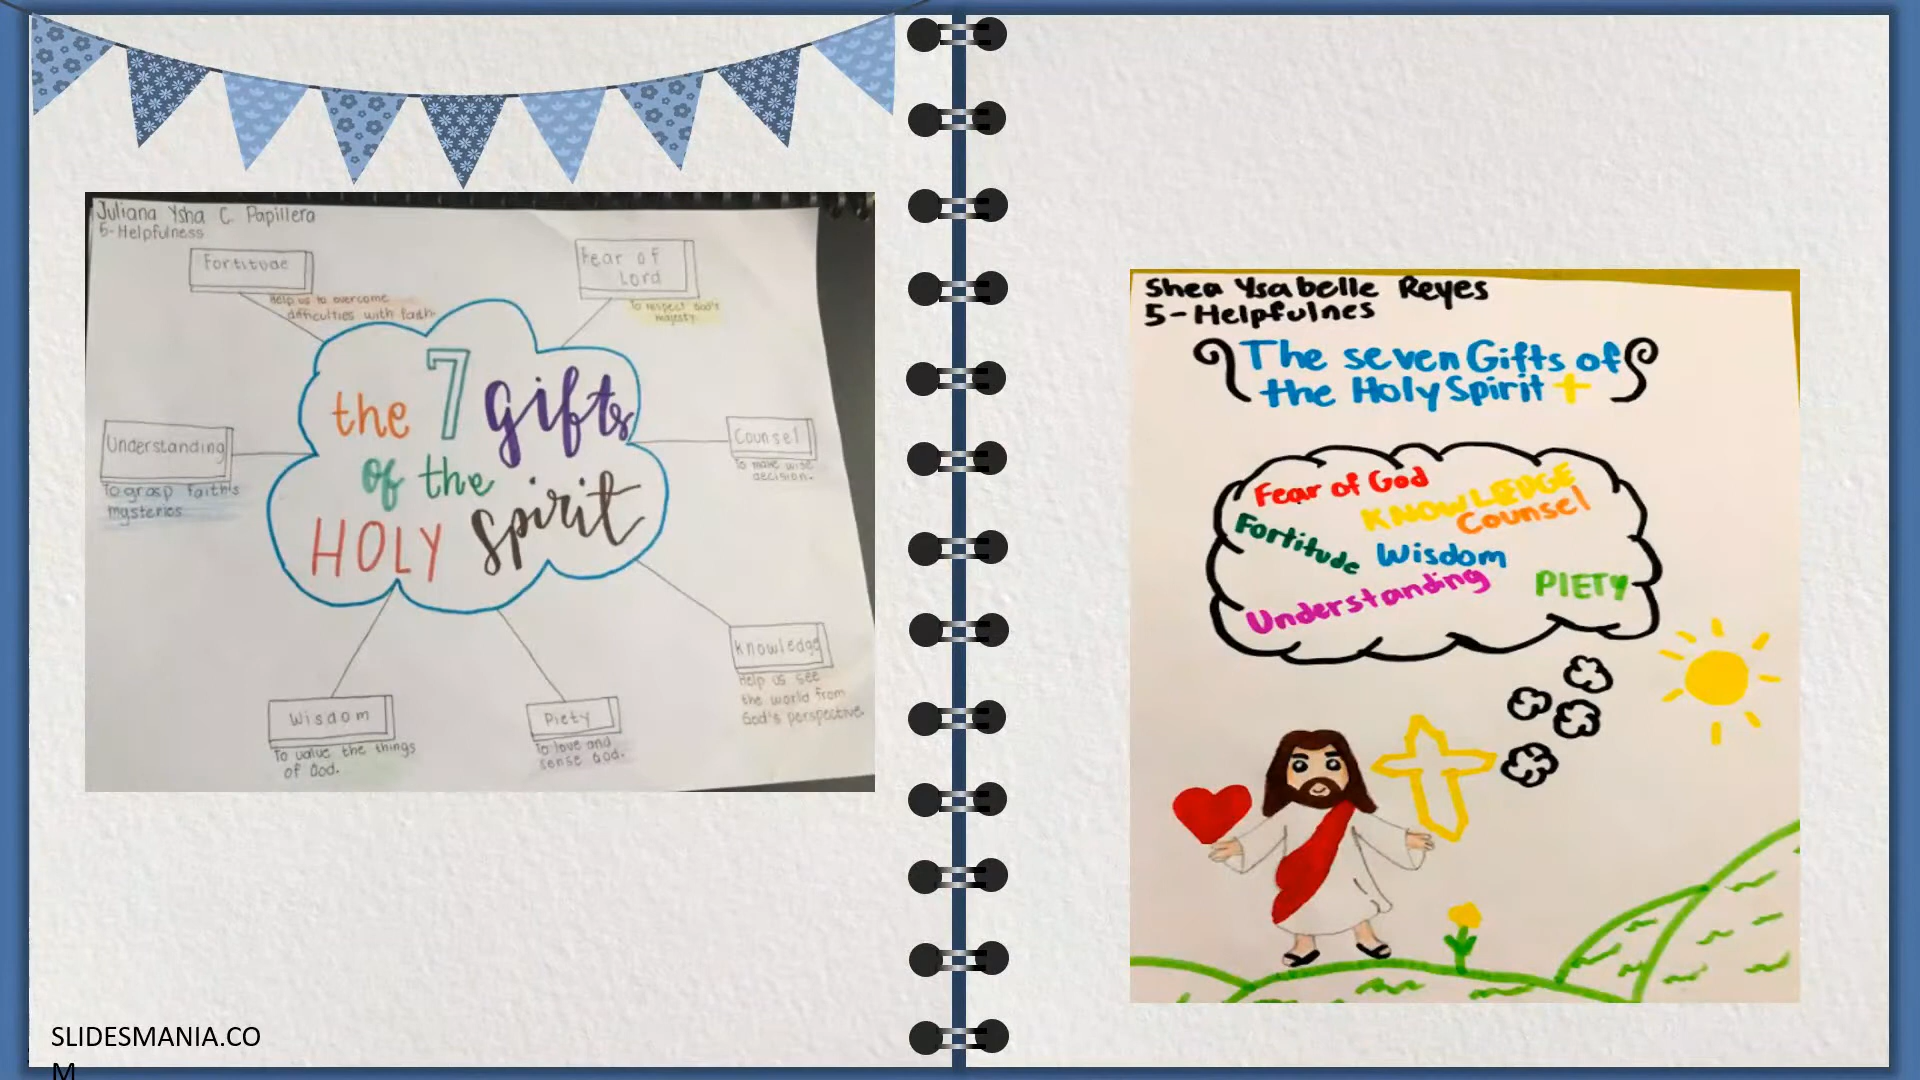 Juliana Ysha C. Papillera
5-Helpfulness
Fortitude
Help us to overcome
difficulties with faith.
Fear of
Lord
To respect God's
majesty.
Understanding
To grasp faith's
mysteries
the 7 gifts
of the
HOLY Spirit
Counsel
To make wise
decision.
Knowledge
Help us see
the world from
God's perspective.
Wisdom
To value the things
of God.
Piety
To love and
sense God.
Shea Ysabelle Reyes
5-Helpfulnes
The seven Gifts of
the Holy Spirit
Fear of God
KNOWLEDGE
Counsel
Fortitude
Wisdom
Understanding
PIETY
SLIDESMANIA.CO
M